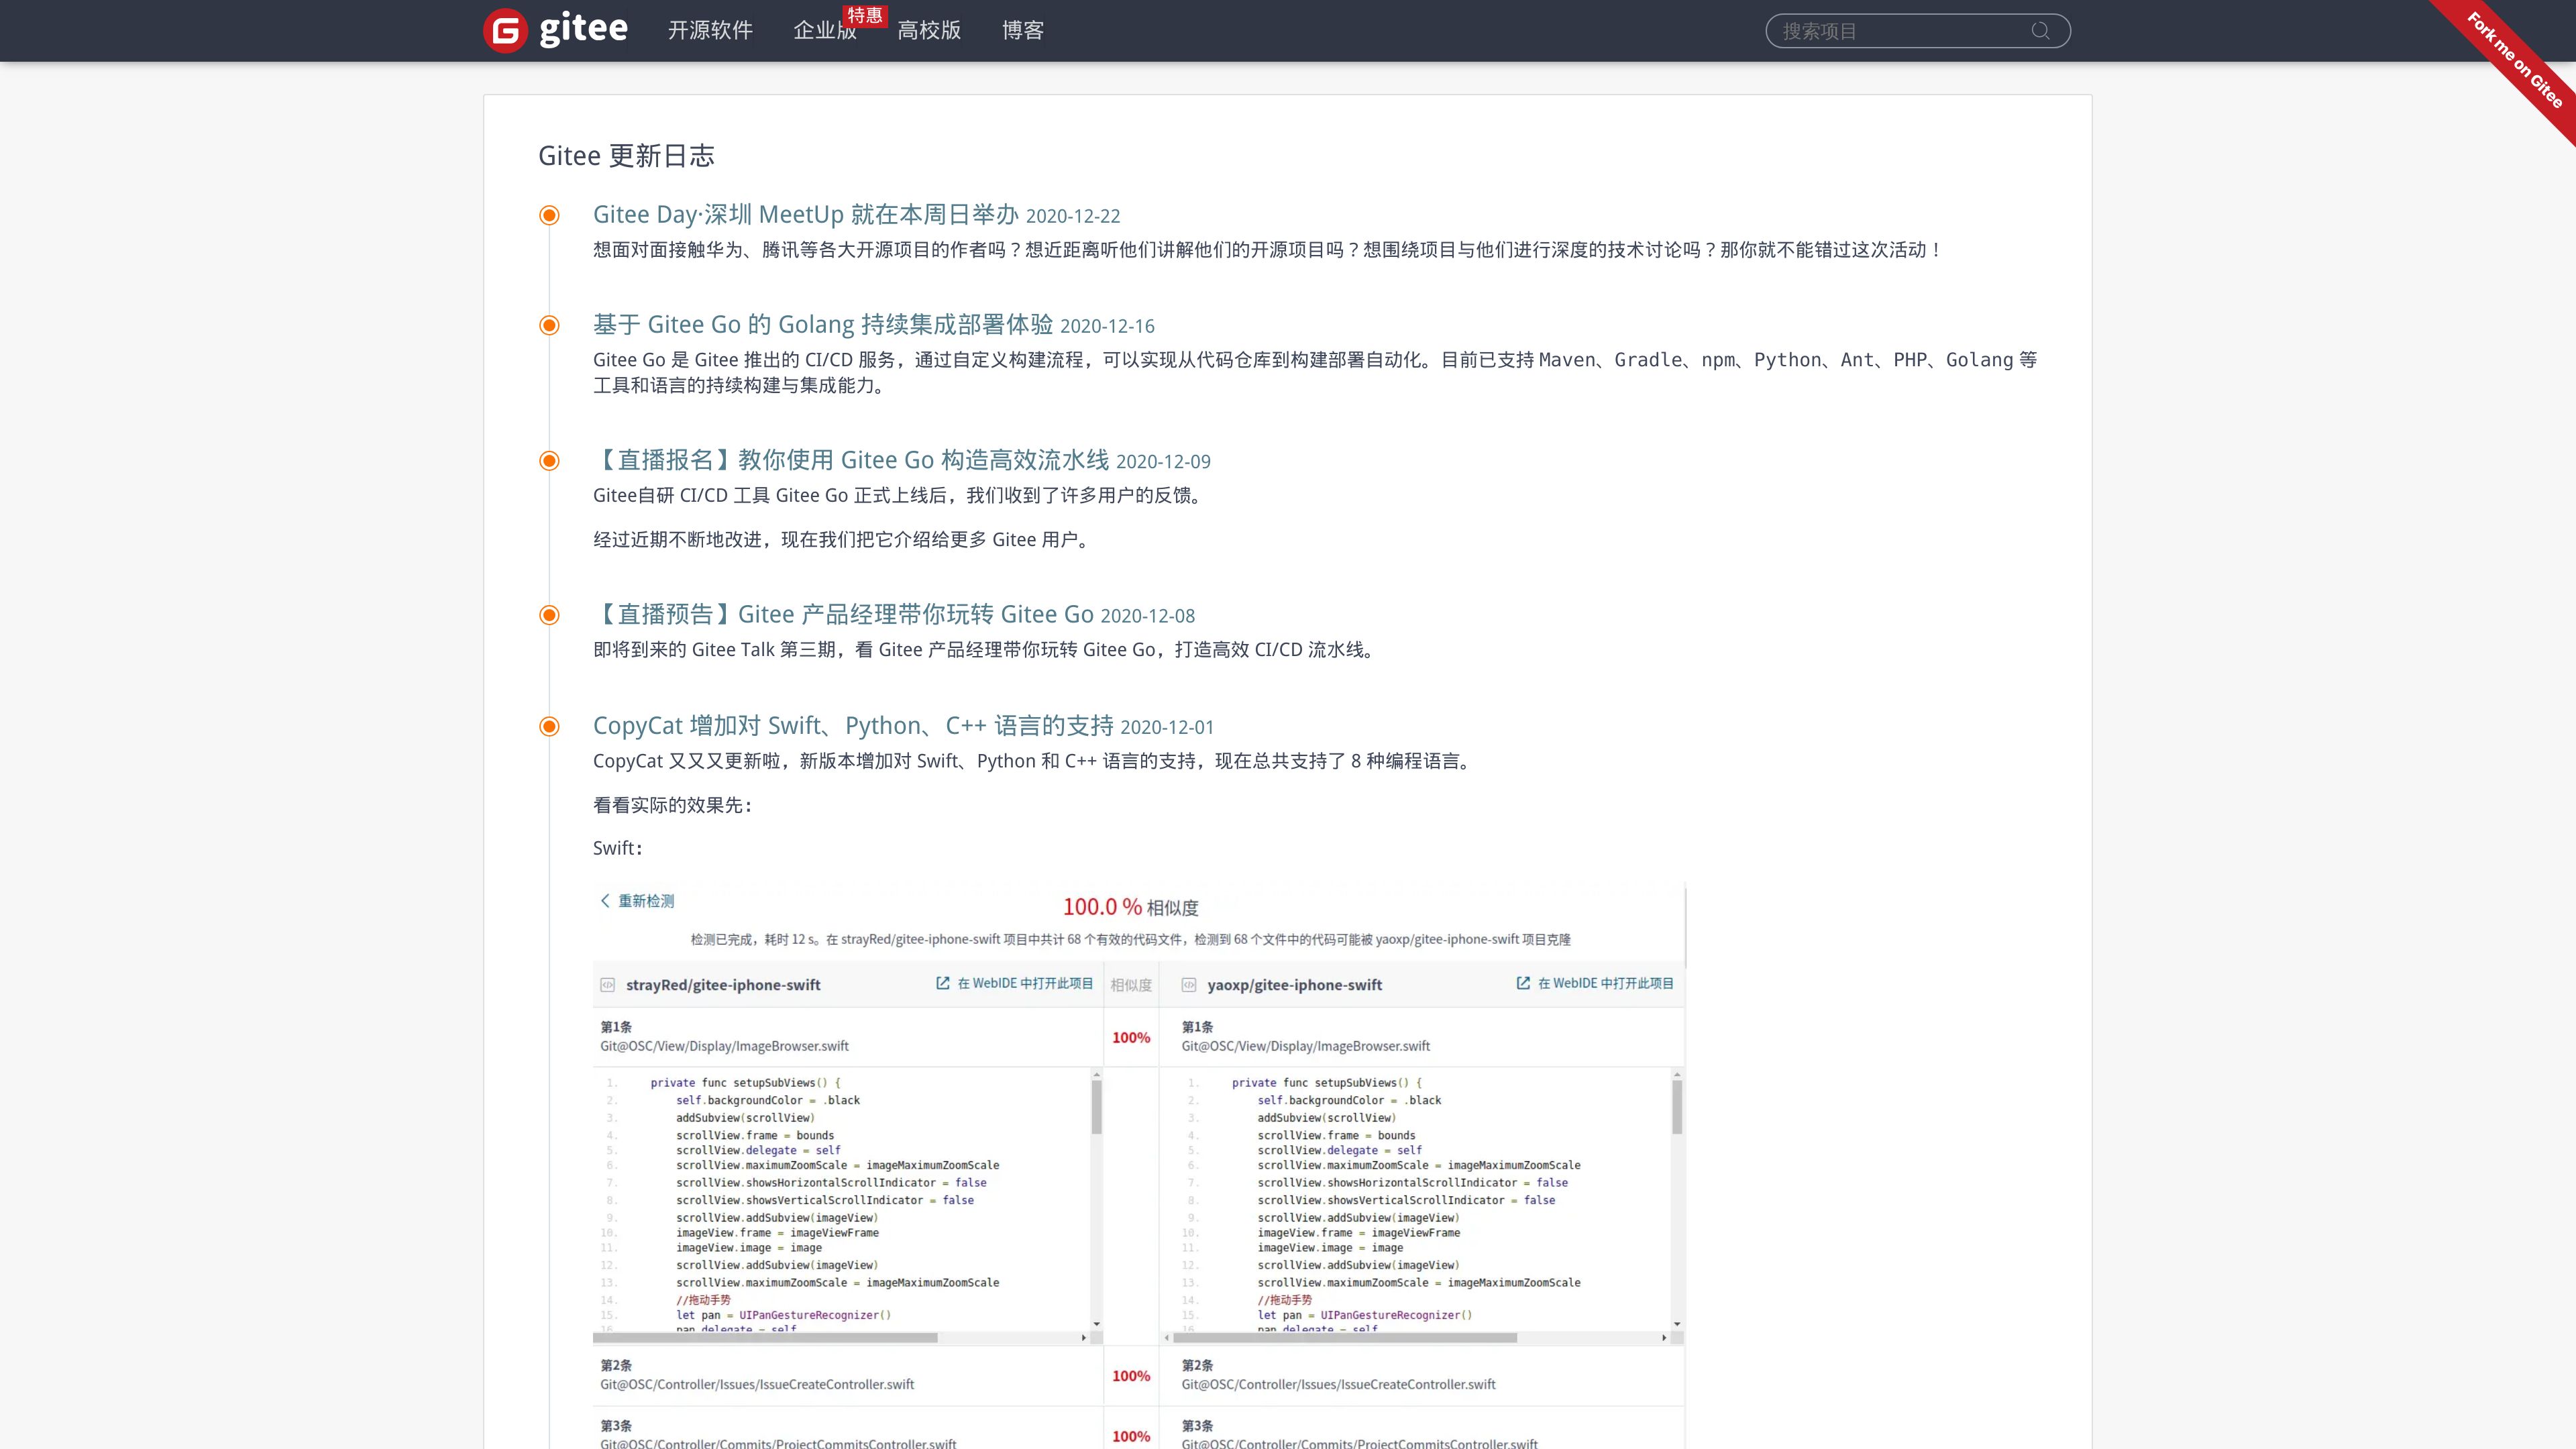 gitee
开源软件
企业版
特惠
高校版
博客
搜索项目
Fork me on Gitee
Gitee 更新日志
Gitee Day·深圳 MeetUp 就在本周日举办 2020-12-22
想面对面接触华为、腾讯等各大开源项目的作者吗？想近距离听他们讲解他们的开源项目吗？想围绕项目与他们进行深度的技术讨论吗？那你就不能错过这次活动！
基于 Gitee Go 的 Golang 持续集成部署体验 2020-12-16
Gitee Go 是 Gitee 推出的 CI/CD 服务，通过自定义构建流程，可以实现从代码仓库到构建部署自动化。目前已支持 Maven、Gradle、npm、Python、Ant、PHP、Golang 等
工具和语言的持续构建与集成能力。
【直播报名】教你使用 Gitee Go 构造高效流水线 2020-12-09
Gitee自研 CI/CD 工具 Gitee Go 正式上线后，我们收到了许多用户的反馈。
经过近期不断地改进，现在我们把它介绍给更多 Gitee 用户。
【直播预告】Gitee 产品经理带你玩转 Gitee Go 2020-12-08
即将到来的 Gitee Talk 第三期，看 Gitee 产品经理带你玩转 Gitee Go，打造高效 CI/CD 流水线。
CopyCat 增加对 Swift、Python、C++ 语言的支持 2020-12-01
CopyCat 又又又更新啦，新版本增加对 Swift、Python 和 C++ 语言的支持，现在总共支持了 8 种编程语言。
看看实际的效果先：
Swift：
重新检测
100.0 % 相似度
检测已完成，耗时 12 s。在 strayRed/gitee-iphone-swift 项目中共计 68 个有效的代码文件，检测到 68 个文件中的代码可能被 yaoxp/gitee-iphone-swift 项目克隆
strayRed/gitee-iphone-swift 在 WebIDE 中打开此项目 相似度 yaoxp/gitee-iphone-swift 在 WebIDE 中打开此项目
第1条
Git@OSC/View/Display/ImageBrowser.swift
100%
第1条
Git@OSC/View/Display/ImageBrowser.swift
1. private func setupSubViews() {
2. self.backgroundColor = .black
3. addSubview(scrollView)
4. scrollView.frame = bounds
5. scrollView.delegate = self
6. scrollView.maximumZoomScale = imageMaximumZoomScale
7. scrollView.showsHorizontalScrollIndicator = false
8. scrollView.showsVerticalScrollIndicator = false
9. scrollView.addSubview(imageView)
10. imageView.frame = imageViewFrame
11. imageView.image = image
12. scrollView.addSubview(imageView)
13. scrollView.maximumZoomScale = imageMaximumZoomScale
14. //拖动手势
15. let pan = UIPanGestureRecognizer()
16. pan.delegate = self
1. private func setupSubViews() {
2. self.backgroundColor = .black
3. addSubview(scrollView)
4. scrollView.frame = bounds
5. scrollView.delegate = self
6. scrollView.maximumZoomScale = imageMaximumZoomScale
7. scrollView.showsHorizontalScrollIndicator = false
8. scrollView.showsVerticalScrollIndicator = false
9. scrollView.addSubview(imageView)
10. imageView.frame = imageViewFrame
11. imageView.image = image
12. scrollView.addSubview(imageView)
13. scrollView.maximumZoomScale = imageMaximumZoomScale
14. //拖动手势
15. let pan = UIPanGestureRecognizer()
16. pan.delegate = self
第2条
Git@OSC/Controller/Issues/IssueCreateController.swift
100%
第2条
Git@OSC/Controller/Issues/IssueCreateController.swift
第3条
Git@OSC/Controller/Commits/ProjectCommitsController.swift
100%
第3条
Git@OSC/Controller/Commits/ProjectCommitsController.swift